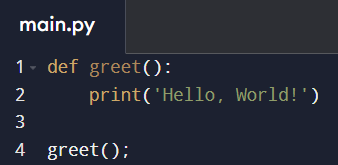 main.py
1 def greet():
2     print('Hello, World!')
3
4 greet();